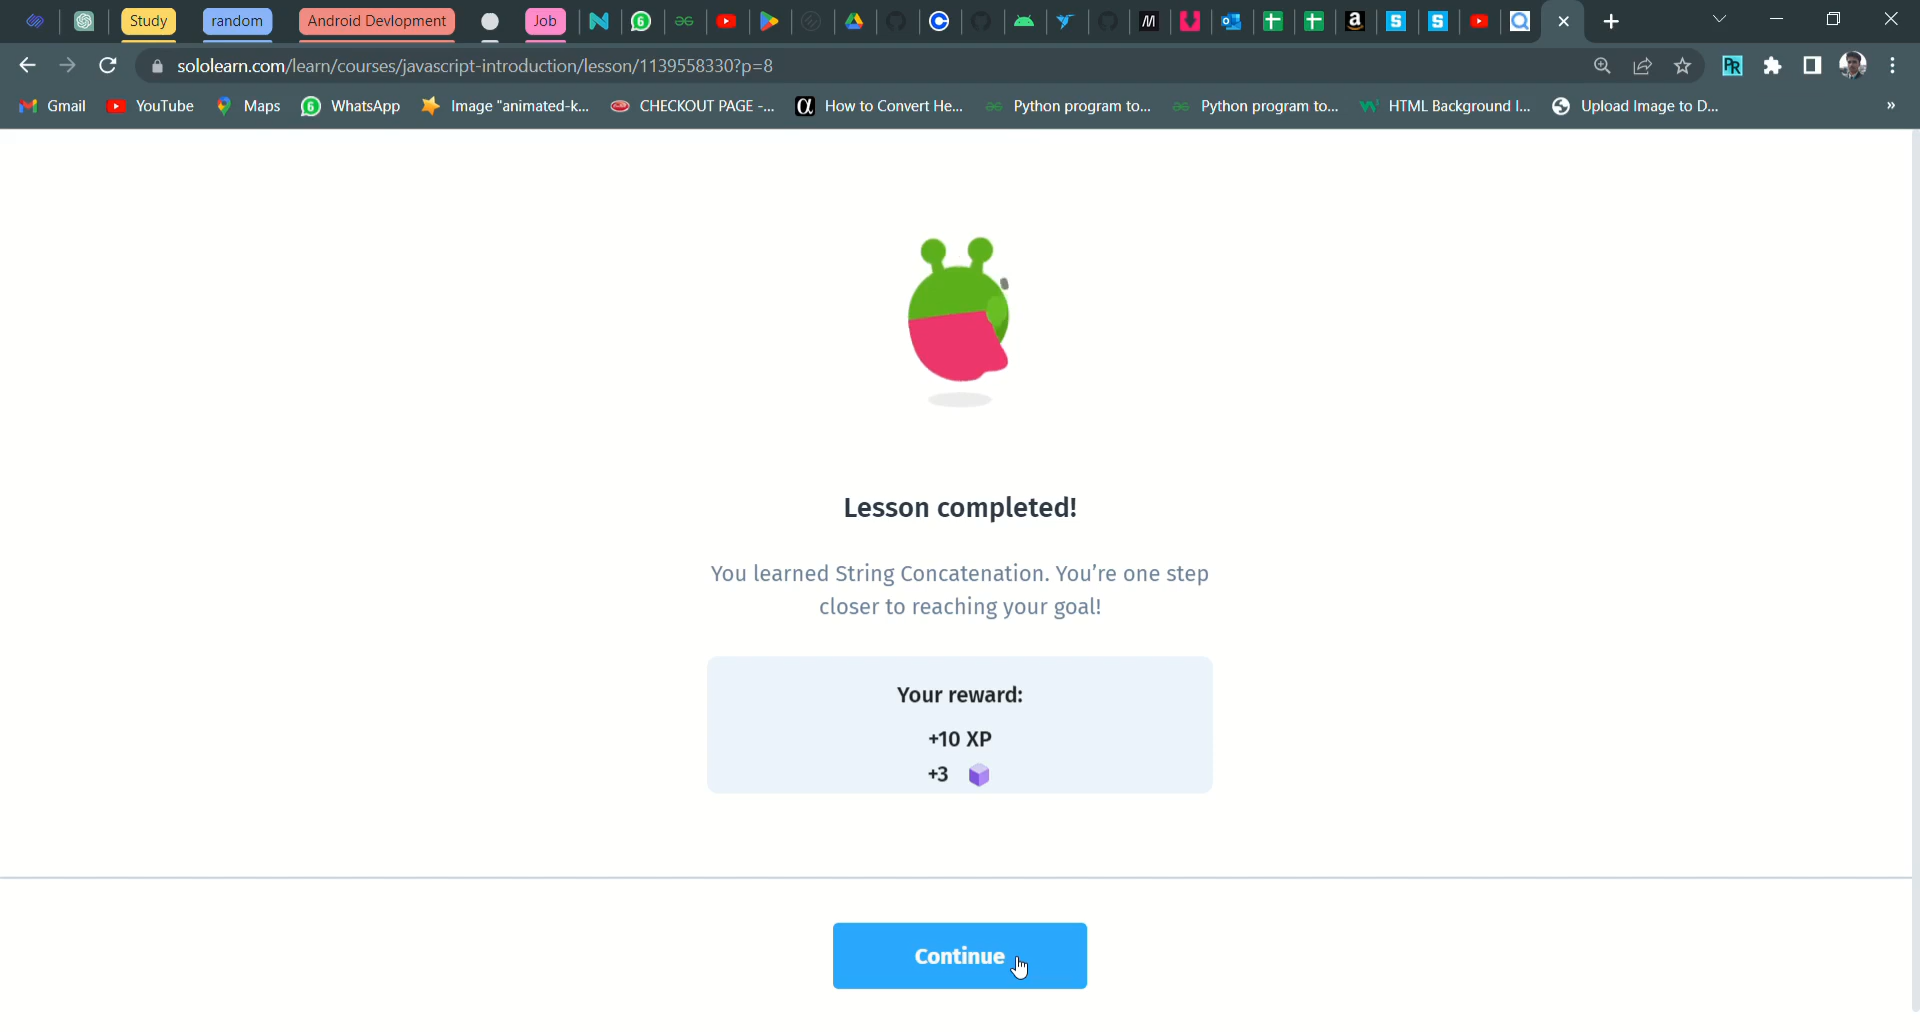 Study
random
Android Devlopment
Job
sololearn.com/learn/courses/javascript-introduction/lesson/1139558330?p=8
Gmail
YouTube
Maps
WhatsApp
Image "animated-k...
CHECKOUT PAGE -...
How to Convert He...
Python program to...
Python program to...
HTML Background I...
Upload Image to D...
»
Lesson completed!
You learned String Concatenation. You're one step
closer to reaching your goal!
Your reward:
+10 XP
+3
Continue